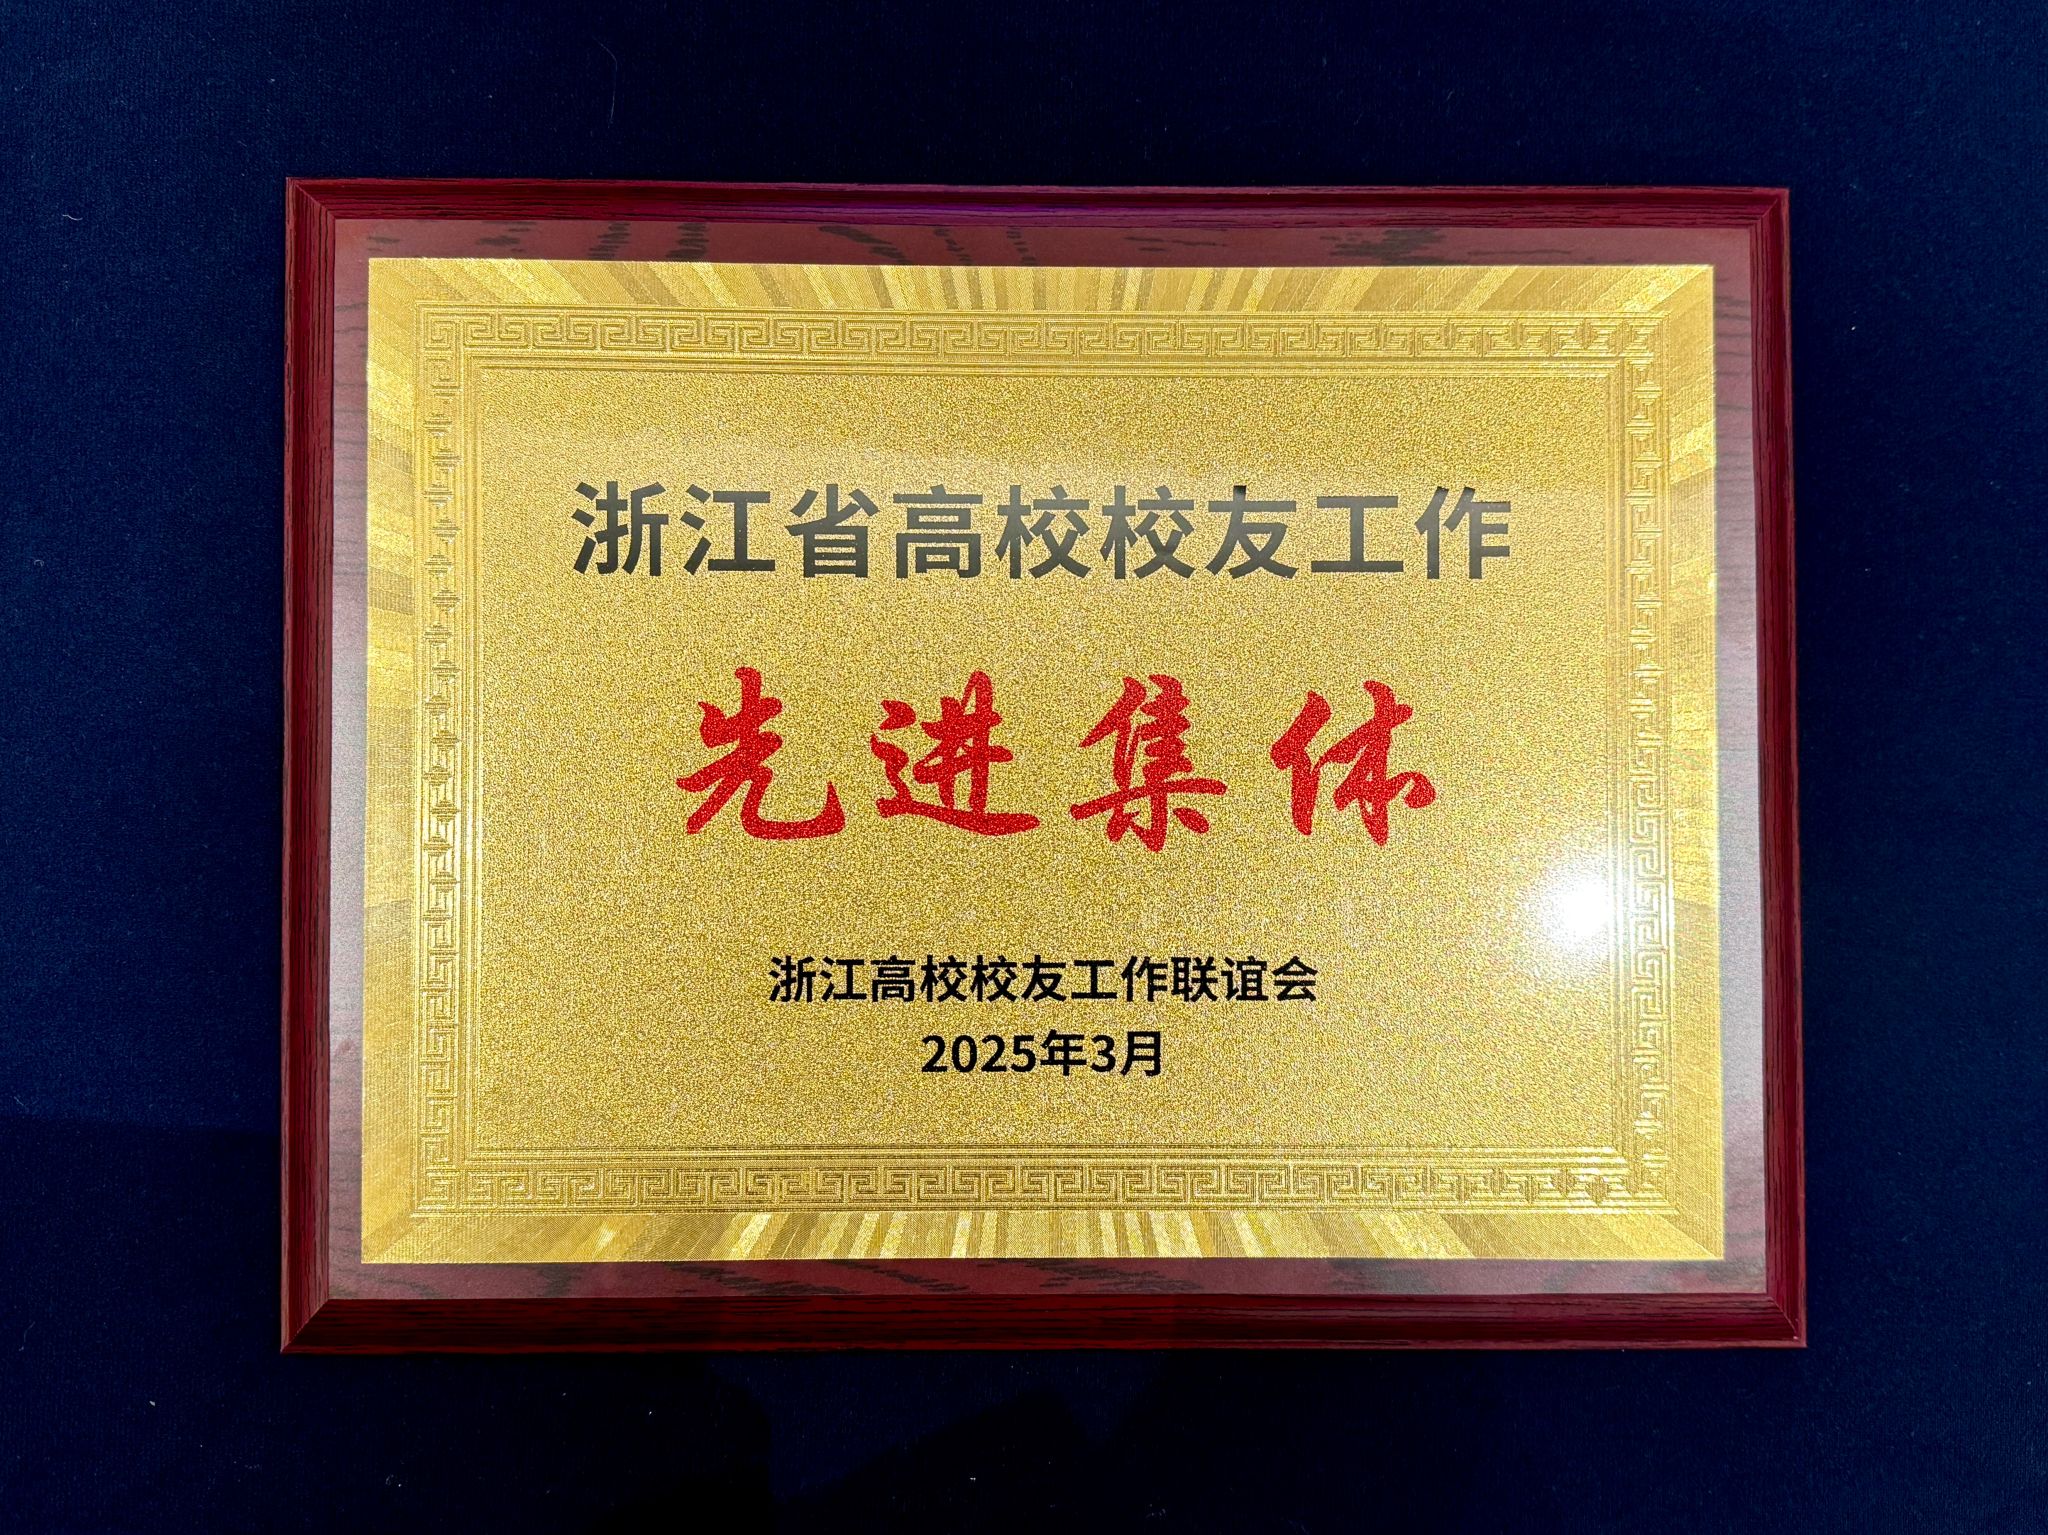 浙江省高校校友工作
先进集体
浙江高校校友工作联谊会
2025年3月